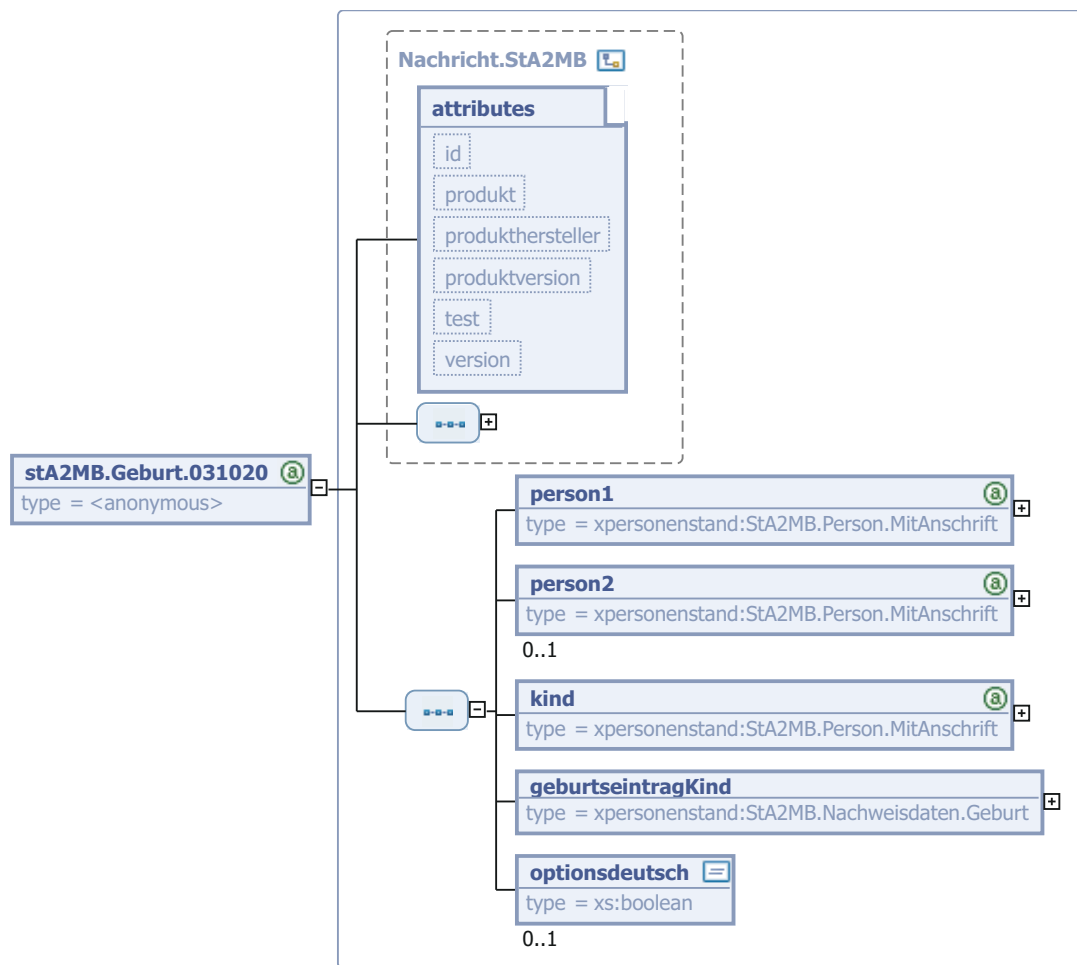 Nachricht.StA2MB
attributes
id
produkt
produkthersteller
produktversion
test
version
stA2MB.Geburt.031020
type = <anonymous>
person1
type = xpersonenstand:StA2MB.Person.MitAnschrift
person2
type = xpersonenstand:StA2MB.Person.MitAnschrift
0..1
kind
type = xpersonenstand:StA2MB.Person.MitAnschrift
geburtseintragKind
type = xpersonenstand:StA2MB.Nachweisdaten.Geburt
optionsdeutsch
type = xs:boolean
0..1